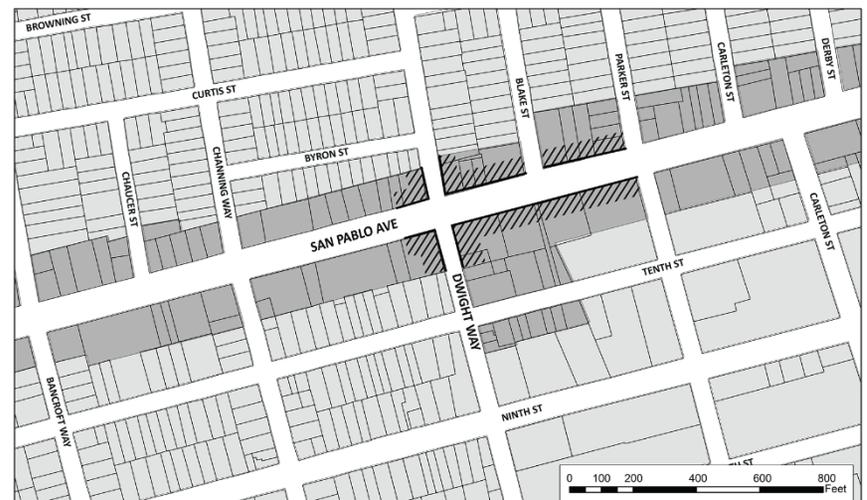 BROWNING ST
CURTIS ST
BYRON ST
CHAUCER ST
CHANNING WAY
SAN PABLO AVE
BLAKE ST
PARKER ST
CARLETON ST
DERBY ST
CARLETON ST
TENTH ST
DWIGHT WAY
BANCROFT WAY
NINTH ST
0 100 200 400 600 800
Feet